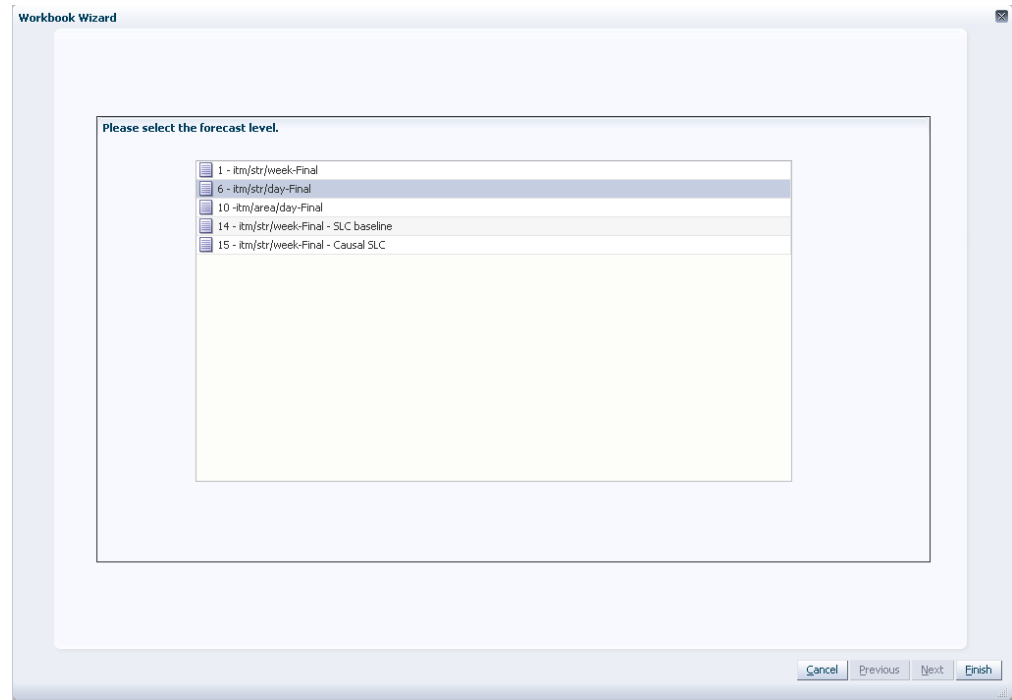 Workbook Wizard
Please select the forecast level.
1 - itm/str/week-Final
6 - itm/str/day-Final
10 -itm/area/day-Final
14 - itm/str/week-Final - SLC baseline
15 - itm/str/week-Final - Causal SLC
Cancel Previous Next Finish